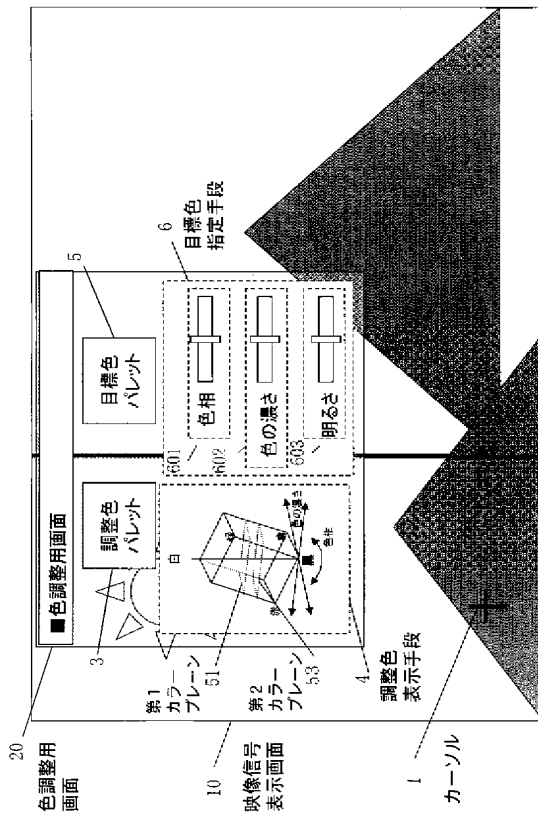 20
色調整用
画面
■色調整用画面
3
調整色
パレット
5
目標色
パレット
6
目標色
指定手段
601
色相
602
色の濃さ
603
明るさ
第1
カラー
プレーン
51
第2
カラー
プレーン
53
白
黒
色の濃さ
4
調整色
表示手段
10
映像信号
表示画面
1
カーソル